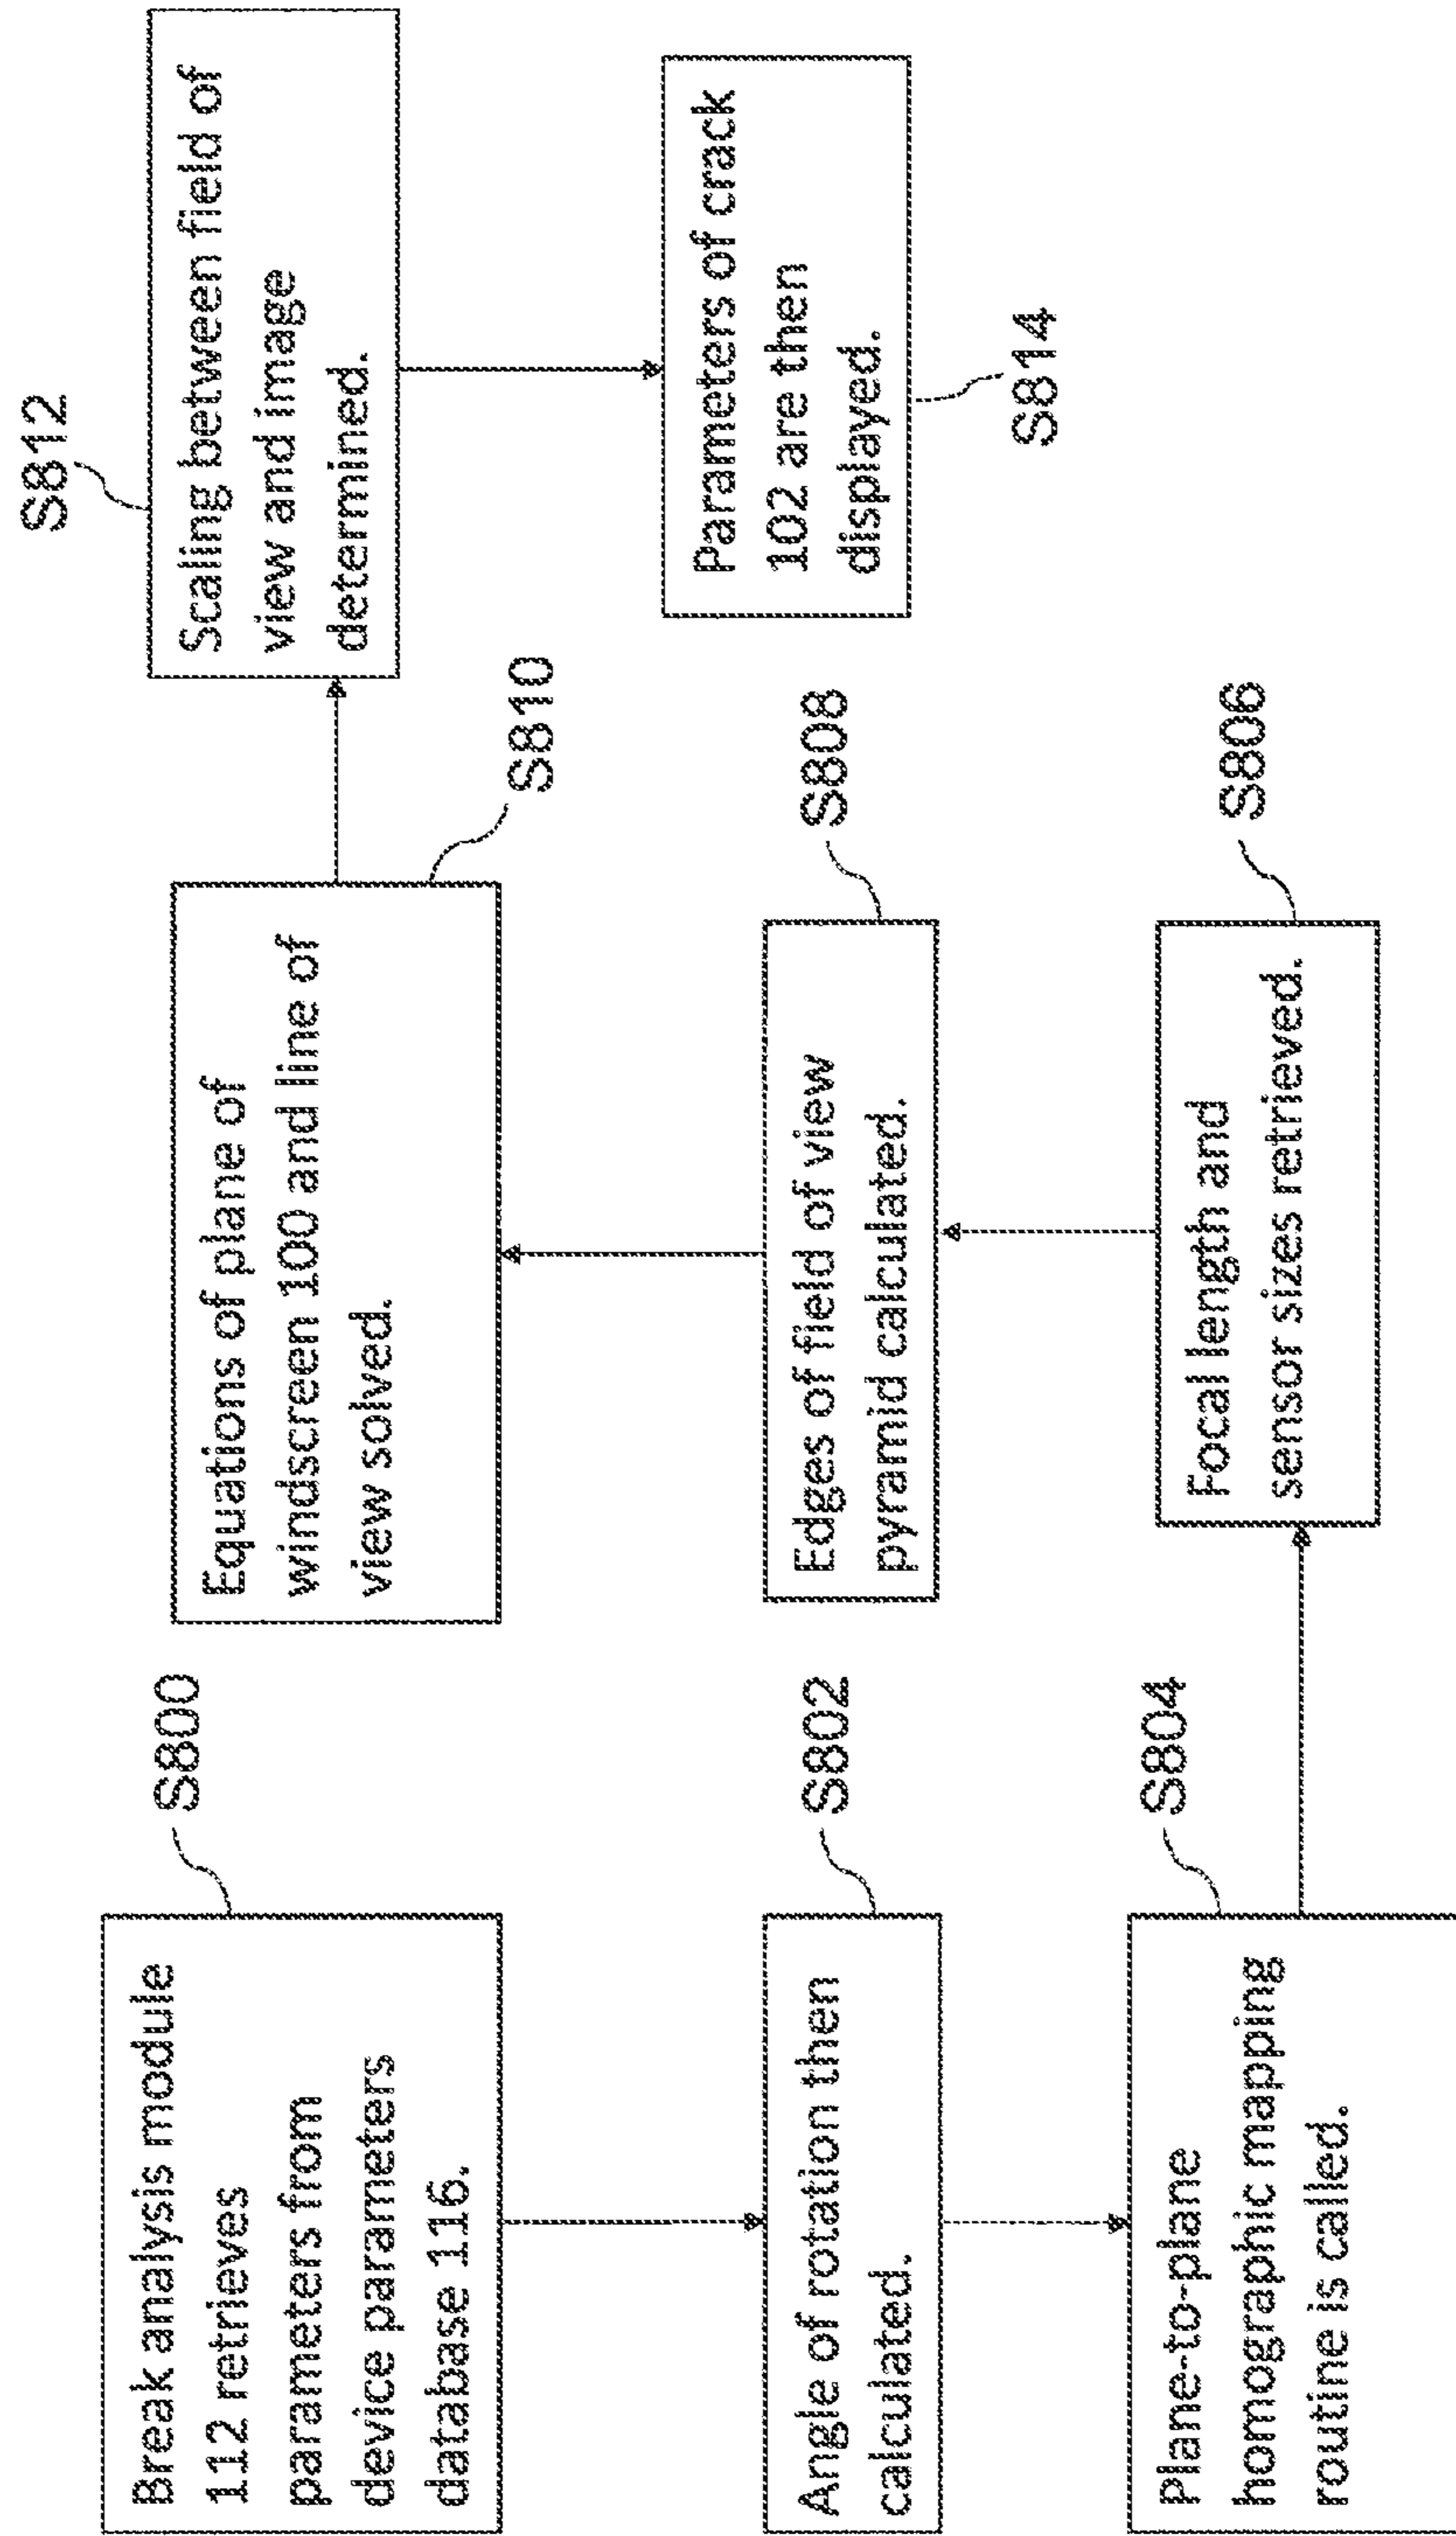 S800
Break analysis module
112 retrieves
parameters from
device parameters
database 116.
S802
Angle of rotation then
calculated.
S804
Plane-to-plane
homographic mapping
routine is called.
S806
Focal length and
sensor sizes retrieved.
S808
Edges of field of view
pyramid calculated.
S810
Equations of plane of
windscreen 100 and line of
view solved.
S812
Scaling between field of
view and image
determined.
Parameters of crack
102 are then
displayed.
S814